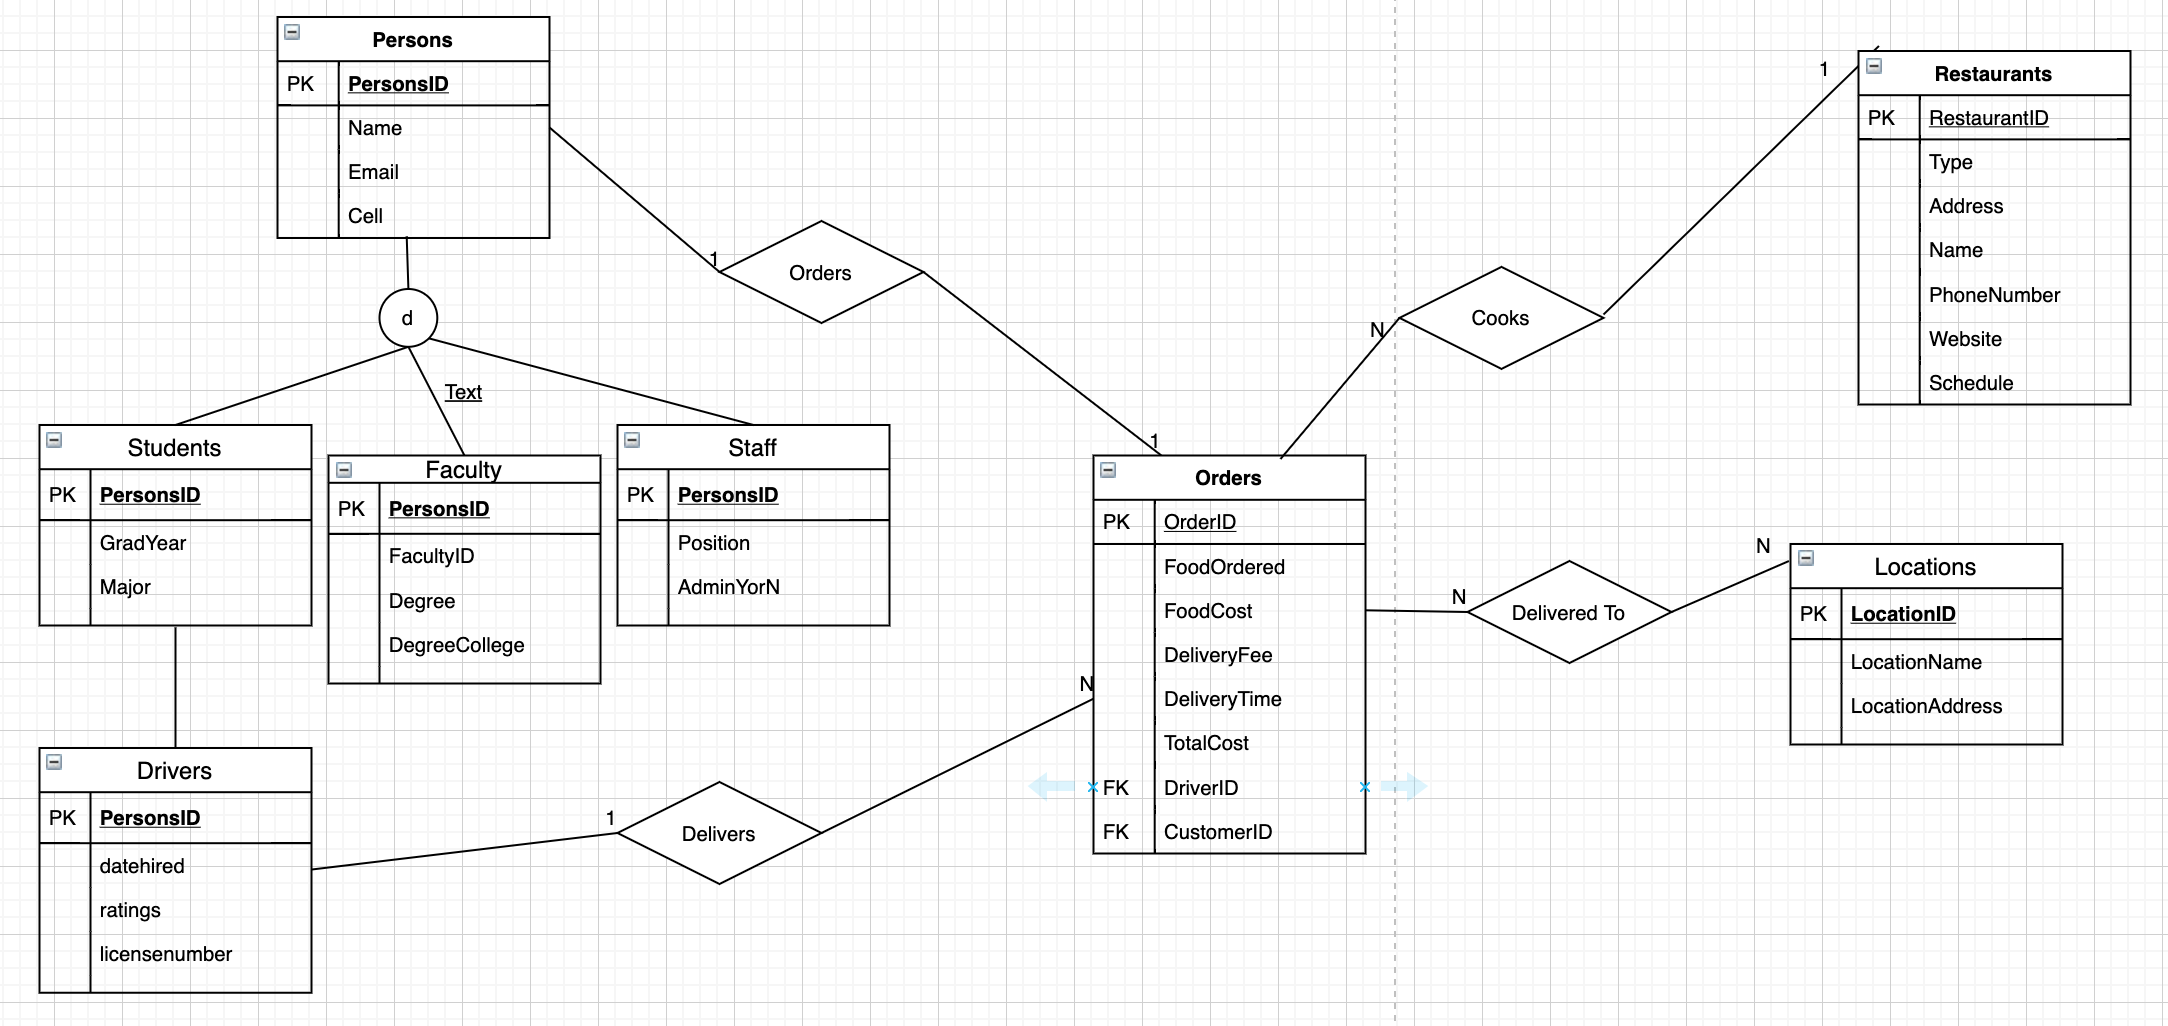 Persons
PK PersonsID
Name
Email
Cell
1
Orders
1
d
Text
Students
PK PersonsID
GradYear
Major
Faculty
PK PersonsID
FacultyID
Degree
DegreeCollege
Staff
PK PersonsID
Position
AdminYorN
Drivers
PK PersonsID
datehired
ratings
licensenumber
1
Delivers
N
Orders
PK OrderID
FoodOrdered
FoodCost
DeliveryFee
DeliveryTime
TotalCost
FK DriverID
FK CustomerID
N
Cooks
1
Restaurants
PK RestaurantID
Type
Address
Name
PhoneNumber
Website
Schedule
N
Delivered To
N
Locations
PK LocationID
LocationName
LocationAddress